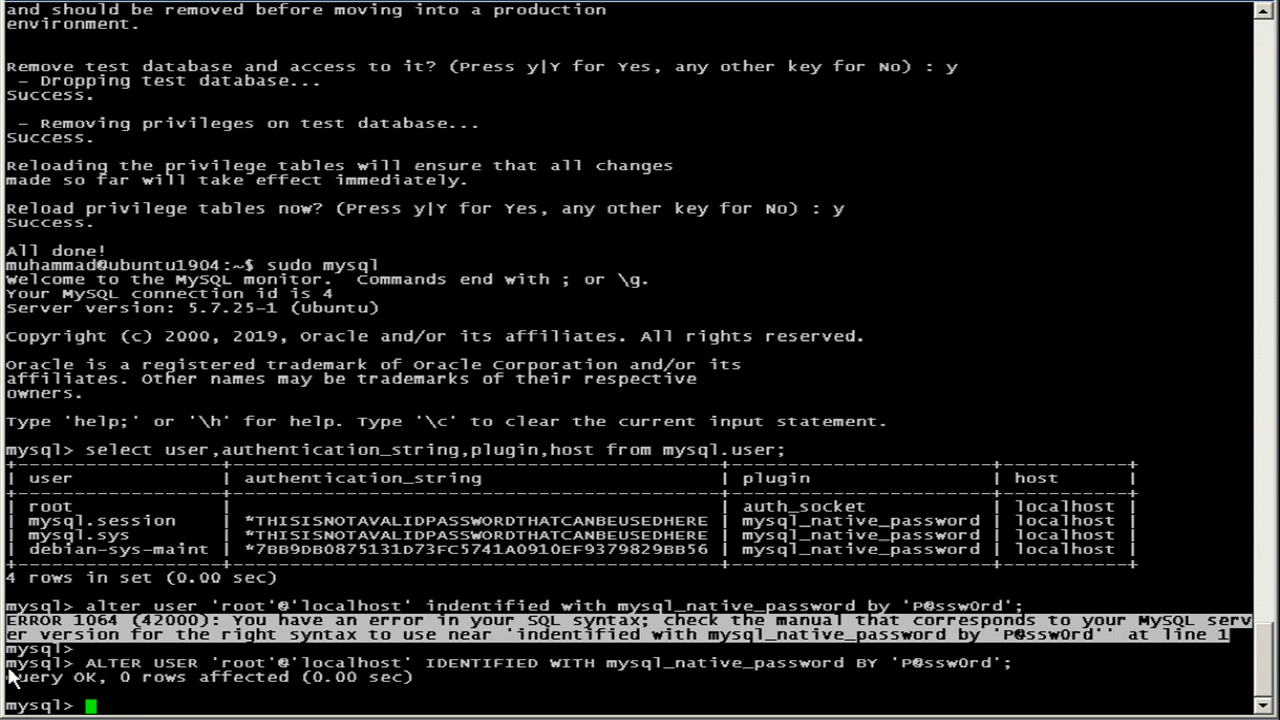 and should be removed before moving into a production
environment.
Remove test database and access to it? (Press y|Y for Yes, any other key for No) : y
 - Dropping test database...
Success.
 - Removing privileges on test database...
Success.
Reloading the privilege tables will ensure that all changes
made so far will take effect immediately.
Reload privilege tables now? (Press y|Y for Yes, any other key for No) : y
Success.
All done!
muhammad@ubuntu1904:~$ sudo mysql
Welcome to the MySQL monitor.  Commands end with ; or \g.
Your MySQL connection id is 4
Server version: 5.7.25-1 (Ubuntu)
Copyright (c) 2000, 2019, Oracle and/or its affiliates. All rights reserved.
Oracle is a registered trademark of Oracle Corporation and/or its
affiliates. Other names may be trademarks of their respective
owners.
Type 'help;' or '\h' for help. Type '\c' to clear the current input statement.
mysql> select user,authentication_string,plugin,host from mysql.user;
| user | authentication_string | plugin | host |
| root | | auth_socket | localhost |
| mysql.session | *THISISNOTAVALIDPASSWORDTHATCANBEUSEDHERE | mysql_native_password | localhost |
| mysql.sys | *THISISNOTAVALIDPASSWORDTHATCANBEUSEDHERE | mysql_native_password | localhost |
| debian-sys-maint | *7BB9DB0875131D73FC5741A0910EF9379829BB56 | mysql_native_password | localhost |
4 rows in set (0.00 sec)
mysql> alter user 'root'@'localhost' indentified with mysql_native_password by 'P@ssw0rd';
ERROR 1064 (42000): You have an error in your SQL syntax; check the manual that corresponds to your MySQL serv
er version for the right syntax to use near 'indentified with mysql_native_password by 'P@ssw0rd'' at line 1
mysql>
mysql> ALTER USER 'root'@'localhost' IDENTIFIED WITH mysql_native_password BY 'P@ssw0rd';
Query OK, 0 rows affected (0.00 sec)
mysql>